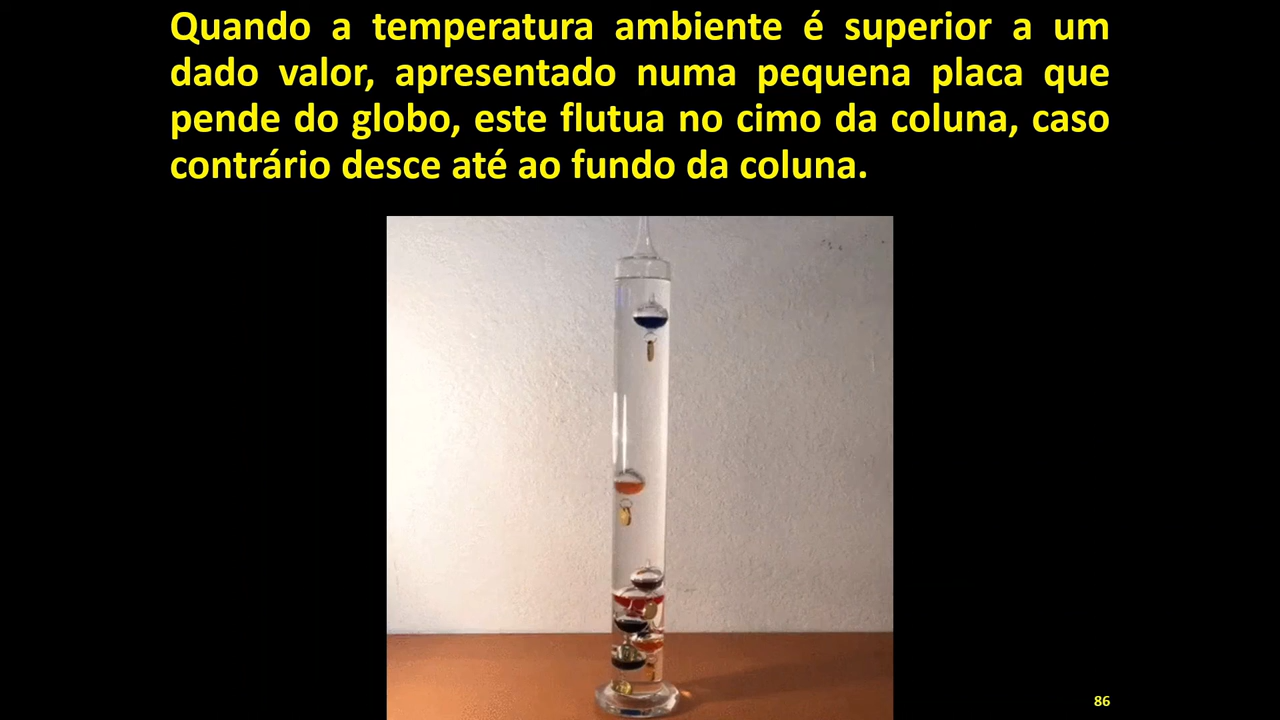 Quando a temperatura ambiente é superior a um
dado valor, apresentado numa pequena placa que
pende do globo, este flutua no cimo da coluna, caso
contrário desce até ao fundo da coluna.
86